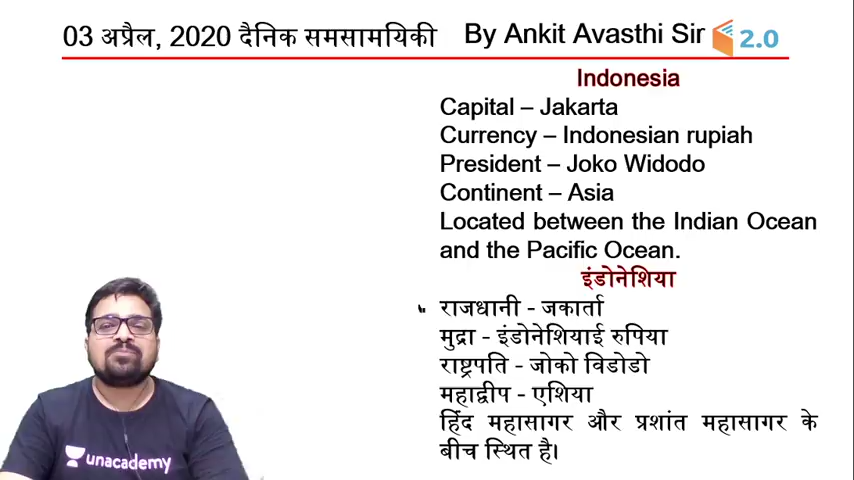 03 अप्रैल, 2020 दैनिक समसामयिकी By Ankit Avasthi Sir 2.0
Indonesia
Capital – Jakarta
Currency – Indonesian rupiah
President – Joko Widodo
Continent – Asia
Located between the Indian Ocean
and the Pacific Ocean.
इंडोनेशिया
राजधानी - जकार्ता
मुद्रा - इंडोनेशियाई रुपिया
राष्ट्रपति - जोको विडोडो
महाद्वीप - एशिया
हिंद महासागर और प्रशांत महासागर के
बीच स्थित है।
unacademy